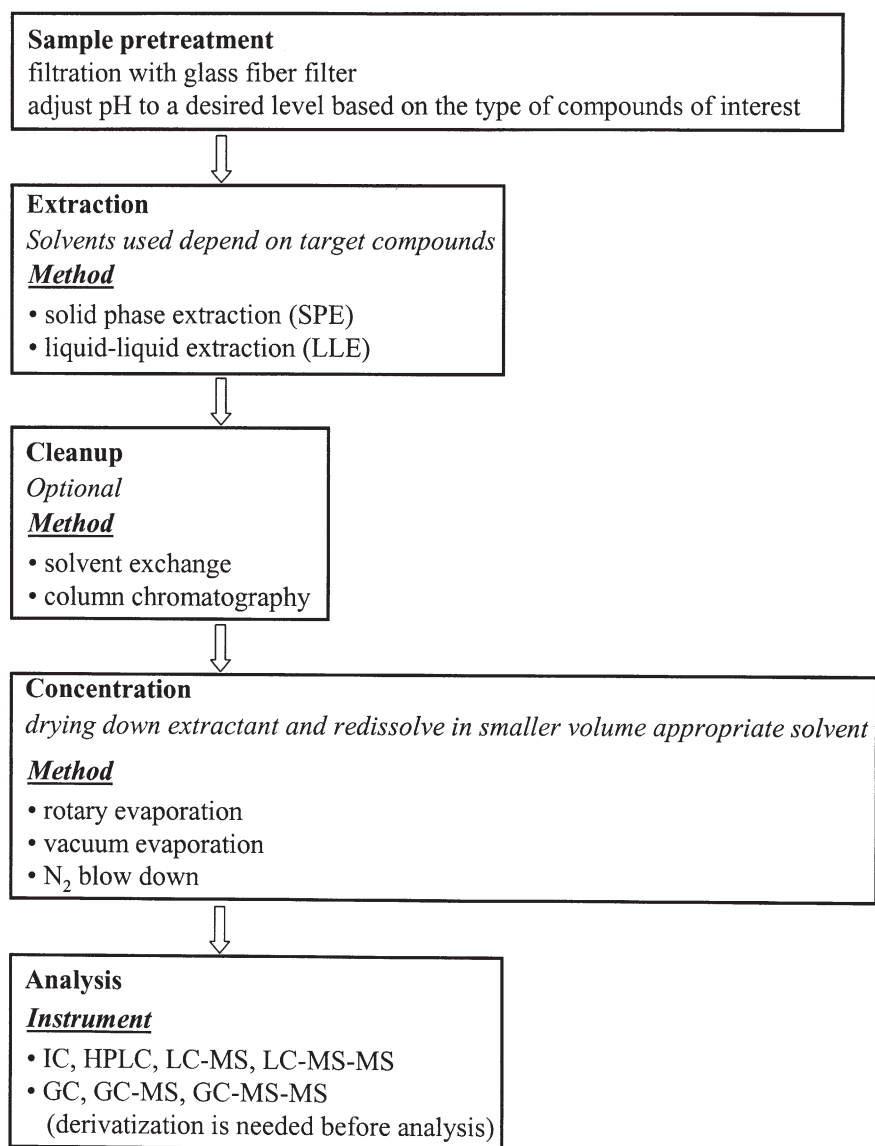 Sample pretreatment
filtration with glass fiber filter
adjust pH to a desired level based on the type of compounds of interest
Extraction
Solvents used depend on target compounds
Method
• solid phase extraction (SPE)
• liquid-liquid extraction (LLE)
Cleanup
Optional
Method
• solvent exchange
• column chromatography
Concentration
drying down extractant and redissolve in smaller volume appropriate solvent
Method
• rotary evaporation
• vacuum evaporation
• N₂ blow down
Analysis
Instrument
• IC, HPLC, LC-MS, LC-MS-MS
• GC, GC-MS, GC-MS-MS
(derivatization is needed before analysis)